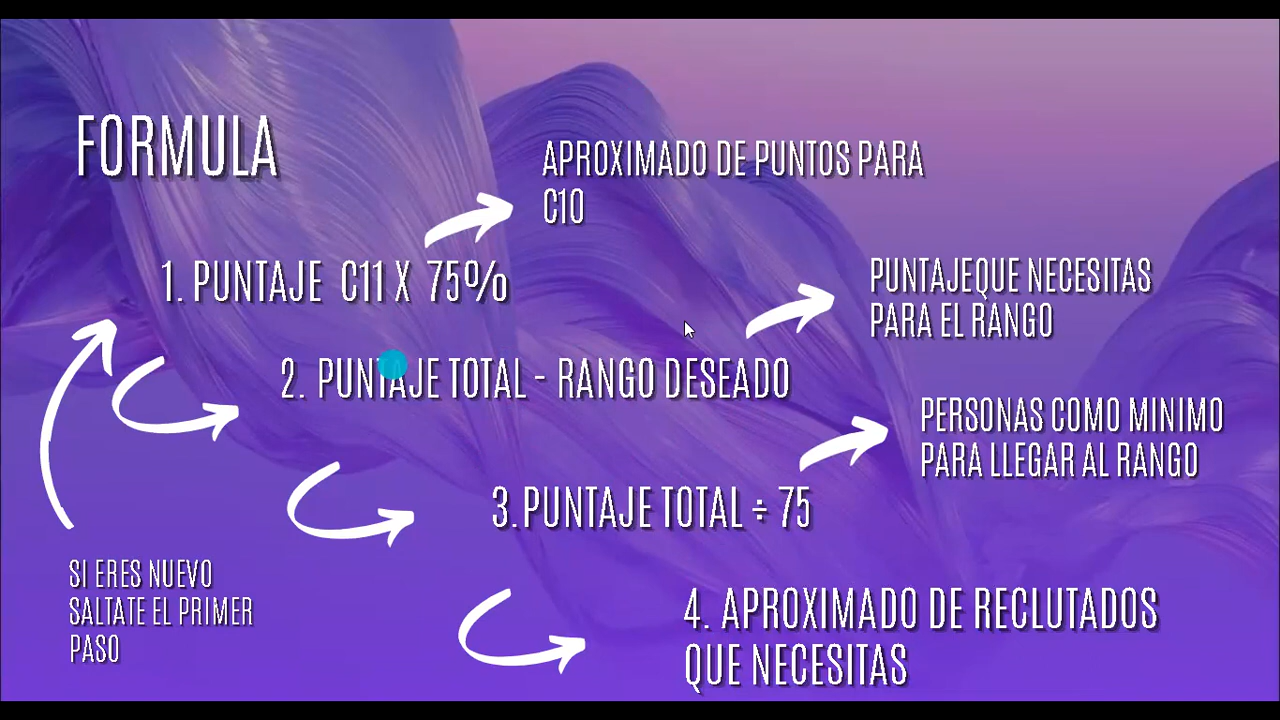 FORMULA
APROXIMADO DE PUNTOS PARA
C10
1. PUNTAJE C11 X 75%
PUNTAJEQUE NECESITAS
PARA EL RANGO
2. PUNTAJE TOTAL - RANGO DESEADO
PERSONAS COMO MINIMO
PARA LLEGAR AL RANGO
3. PUNTAJE TOTAL ÷ 75
SI ERES NUEVO
SALTATE EL PRIMER
PASO
4. APROXIMADO DE RECLUTADOS
QUE NECESITAS